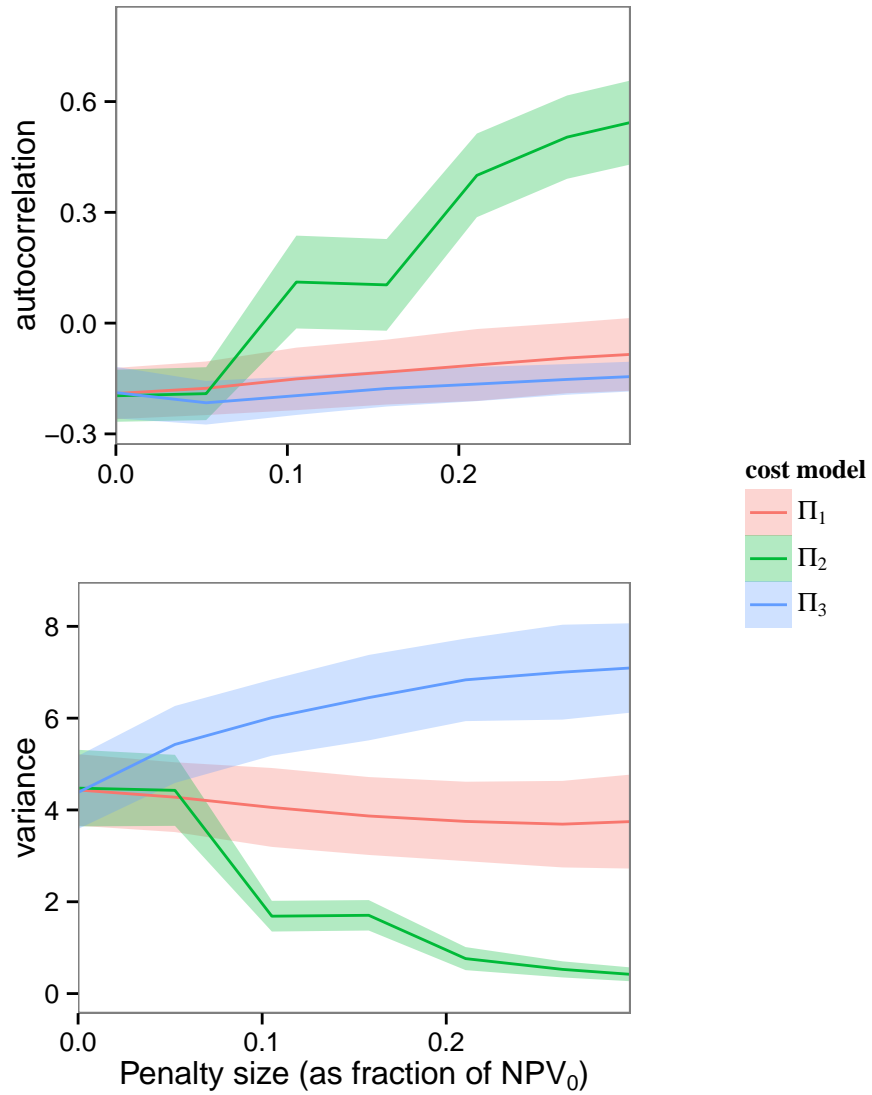 autocorrelation
0.6
0.3
0.0
−0.3
0.0 0.1 0.2
cost model
Π₁
Π₂
Π₃
variance
8
6
4
2
0
0.0 0.1 0.2
Penalty size (as fraction of NPV₀)